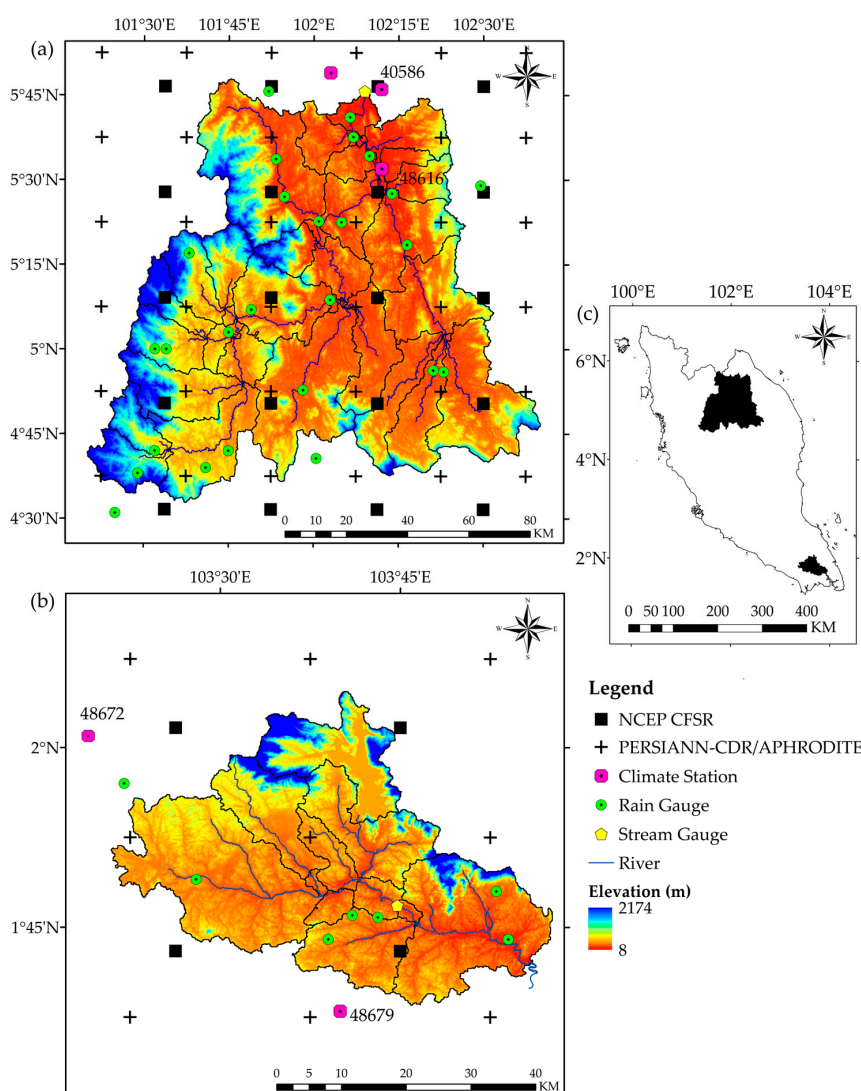 101°30'E 101°45'E 102°E 102°15'E 102°30'E
(a)
N
W E
S
40586
5°45'N
5°30'N
48616
5°15'N
5°N
4°45'N
4°30'N
0 10 20 40 60 80
KM
(c)
100°E 102°E 104°E
N
W E
S
6°N
4°N
2°N
0 50 100 200 300 400
KM
103°30'E 103°45'E
(b)
N
W E
S
48672
2°N
1°45'N
48679
0 5 10 20 30 40
KM
Legend
NCEP CFSR
PERSIANN-CDR/APHRODITE
Climate Station
Rain Gauge
Stream Gauge
River
Elevation (m)
2174
8